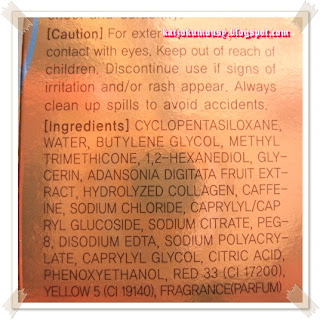 kaijukumousy.blogspot.com
[Caution] For exter
contact with eyes. Keep out of reach of
children. Discontinue use if signs of
irritation and/or rash appear. Always
clean up spills to avoid accidents.
[Ingredients] CYCLOPENTASILOXANE,
WATER, BUTYLENE GLYCOL, METHYL
TRIMETHICONE, 1,2-HEXANEDIOL, GLY-
CERIN, ADANSONIA DIGITATA FRUIT EXT-
RACT, HYDROLYZED COLLAGEN, CAFFE-
INE, SODIUM CHLORIDE, CAPRYLYL/CAP
RYL GLUCOSIDE, SODIUM CITRATE, PEG-
8, DISODIUM EDTA, SODIUM POLYACRY-
LATE, CAPRYLYL GLYCOL, CITRIC ACID,
PHENOXYETHANOL, RED 33 (CI 17200),
YELLOW 5 (CI 19140), FRAGRANCE(PARFUM)